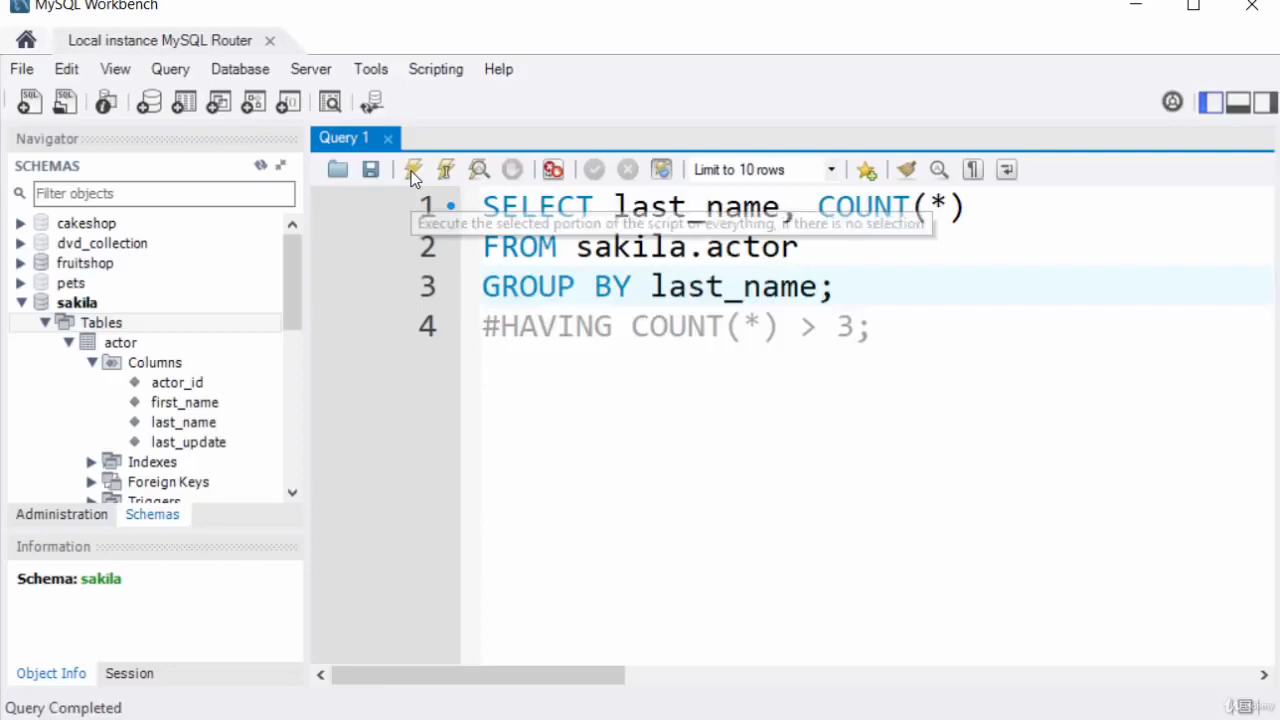 MySQL Workbench
Local instance MySQL Router
File Edit View Query Database Server Tools Scripting Help
Navigator
SCHEMAS
Filter objects
cakeshop
dvd_collection
fruitshop
pets
sakila
Tables
actor
Columns
actor_id
first_name
last_name
last_update
Indexes
Foreign Keys
Triggers
Administration Schemas
Information
Schema: sakila
Object Info Session
Query Completed
Query 1
Limit to 10 rows
1 SELECT last_name, COUNT(*)
Execute the selected portion of the script or everything, if there is no selection
2 FROM sakila.actor
3 GROUP BY last_name;
4 #HAVING COUNT(*) > 3;